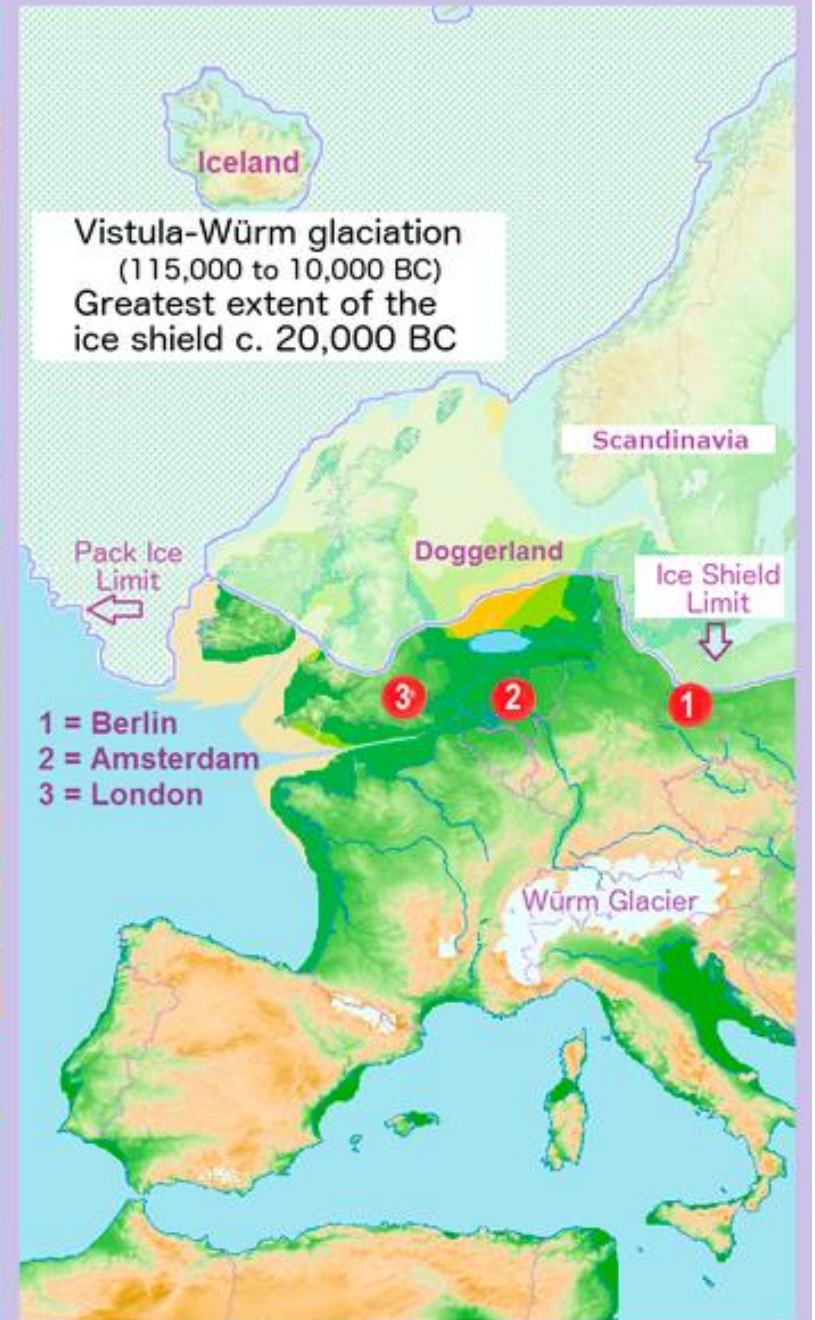 Iceland
Vistula-Würm glaciation
(115,000 to 10,000 BC)
Greatest extent of the
ice shield c. 20,000 BC
Scandinavia
Pack Ice
Limit
Doggerland
Ice Shield
Limit
3
2
1
1 = Berlin
2 = Amsterdam
3 = London
Würm Glacier